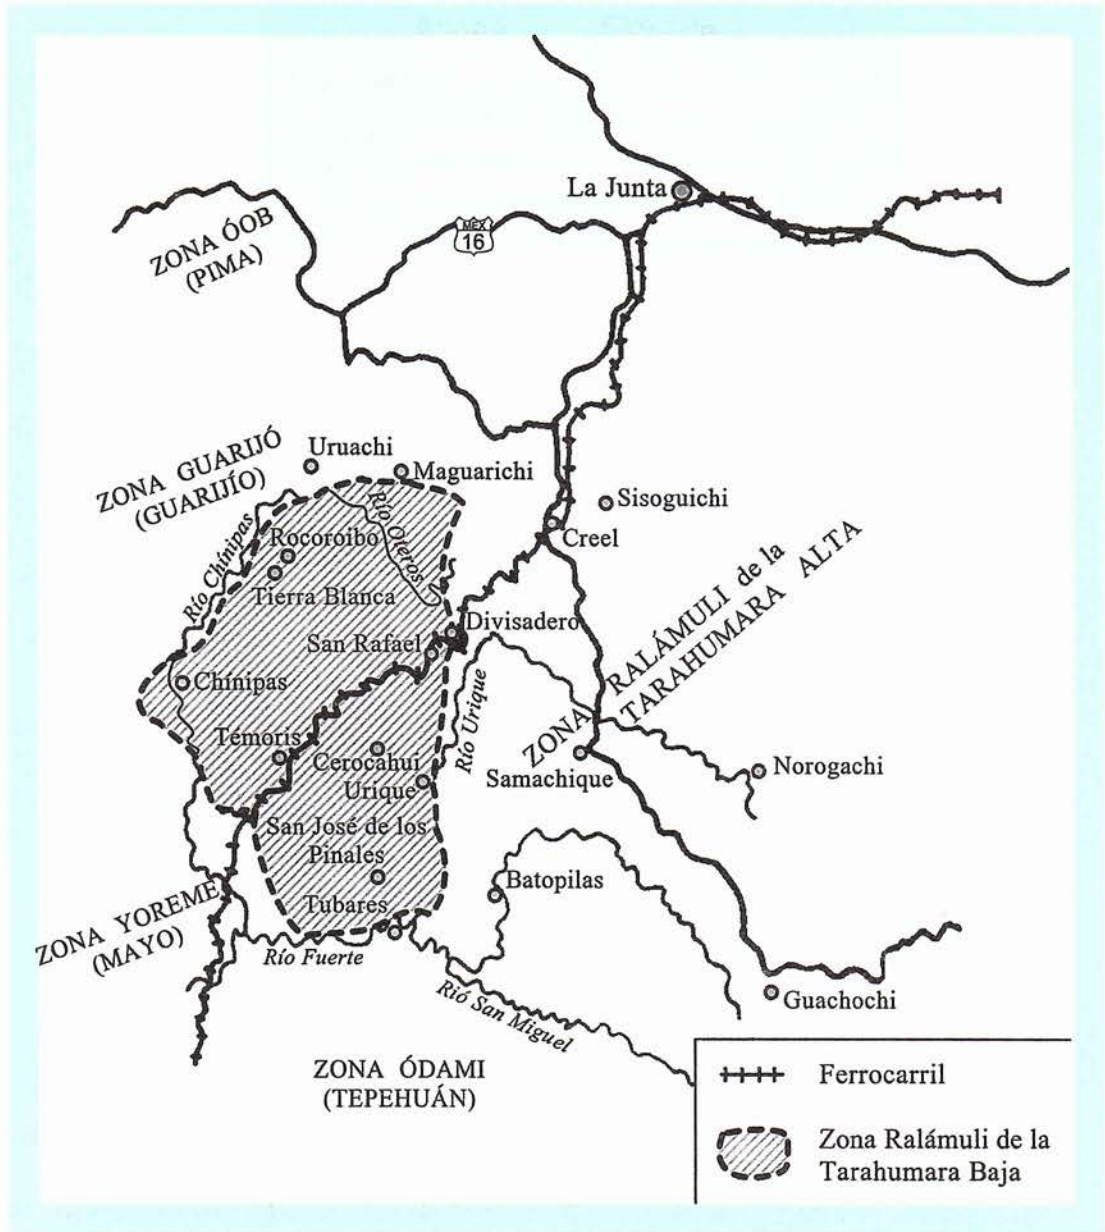 La Junta
MEX
16
ZONA ÓOB
(PIMA)
ZONA GUARIJÓ
(GUARIJÍO)
Uruachi
Maguarichi
Sisoguichi
Creel
Río Chínipas
Río Oteros
Rocoroibo
Tierra Blanca
San Rafael
Divisadero
ZONA RALÁMULI de la
TARAHUMARA ALTA
Chínipas
Río Urique
Témoris
Cerocahui
Urique
Samachique
Norogachi
San José de los
Pinales
Batopilas
Tubares
ZONA YOREME
(MAYO)
Río Fuerte
Rió San Miguel
Guachochi
ZONA ÓDAMI
(TEPEHUÁN)
Ferrocarril
Zona Ralámuli de la
Tarahumara Baja